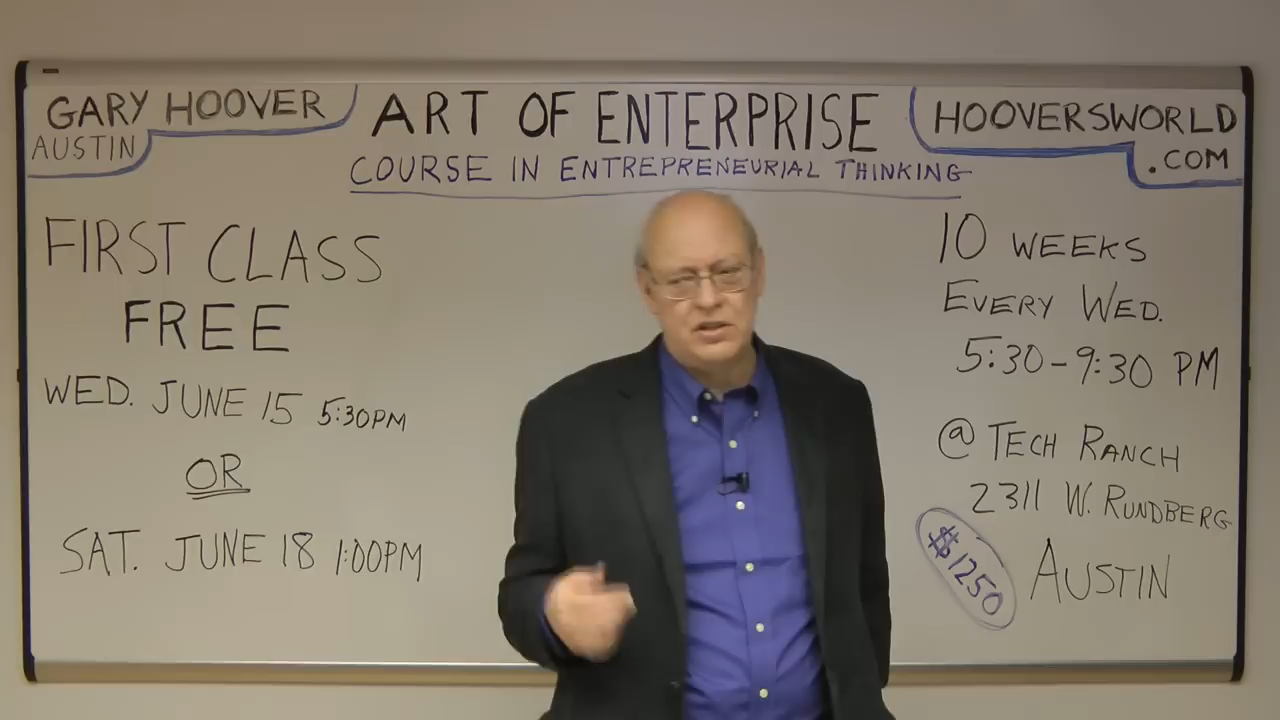 GARY HOOVER
AUSTIN
ART OF ENTERPRISE
COURSE IN ENTREPRENEURIAL THINKING
HOOVERSWORLD
.COM
FIRST CLASS
FREE
WED. JUNE 15 5:30PM
OR
SAT. JUNE 18 1:00PM
10 WEEKS
EVERY WED.
5:30-9:30 PM
@ TECH RANCH
2311 W. RUNDBERG
AUSTIN
$1250